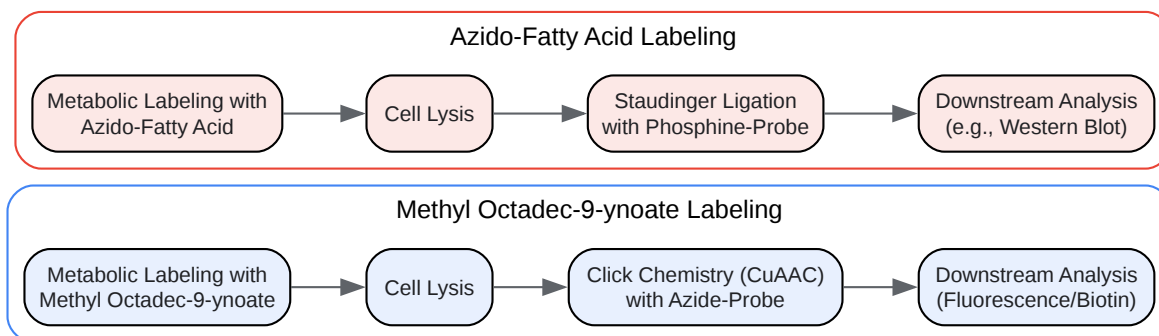 Azido-Fatty Acid Labeling
Metabolic Labeling with
Azido-Fatty Acid
Cell Lysis
Staudinger Ligation
with Phosphine-Probe
Downstream Analysis
(e.g., Western Blot)
Methyl Octadec-9-ynoate Labeling
Metabolic Labeling with
Methyl Octadec-9-ynoate
Cell Lysis
Click Chemistry (CuAAC)
with Azide-Probe
Downstream Analysis
(Fluorescence/Biotin)